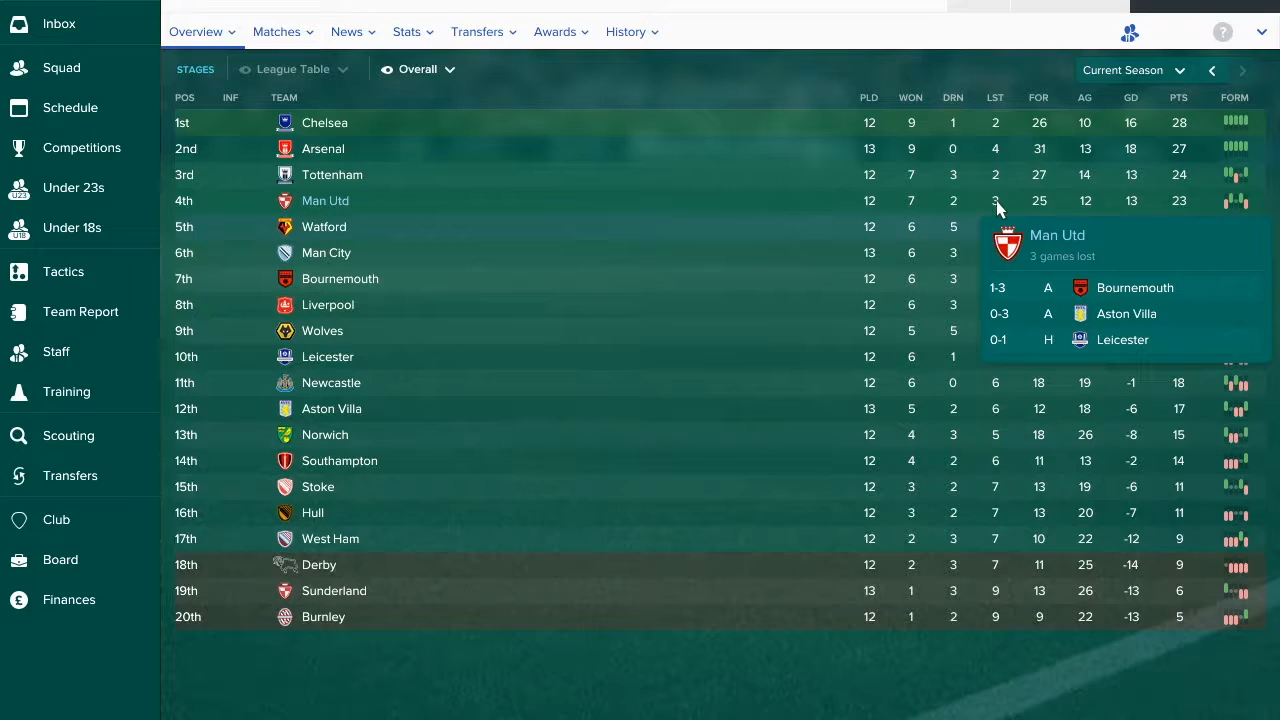 Inbox
Squad
Schedule
Competitions
U23
Under 23s
U18
Under 18s
Tactics
Team Report
Staff
Training
Scouting
Transfers
Club
Board
£
Finances
Overview Matches News Stats Transfers Awards History ?
STAGES League Table Overall Current Season
POS INF TEAM PLD WON DRN LST FOR AG GD PTS FORM
1st Chelsea 12 9 1 2 26 10 16 28
2nd Arsenal 13 9 0 4 31 13 18 27
3rd Tottenham 12 7 3 2 27 14 13 24
4th Man Utd 12 7 2 3 25 12 13 23
5th Watford 12 6 5
6th Man City 13 6 3
7th Bournemouth 12 6 3
8th Liverpool 12 6 3
9th Wolves 12 5 5
10th Leicester 12 6 1
11th Newcastle 12 6 0 6 18 19 -1 18
12th Aston Villa 13 5 2 6 12 18 -6 17
13th Norwich 12 4 3 5 18 26 -8 15
14th Southampton 12 4 2 6 11 13 -2 14
15th Stoke 12 3 2 7 13 19 -6 11
16th Hull 12 3 2 7 13 20 -7 11
17th West Ham 12 2 3 7 10 22 -12 9
18th Derby 12 2 3 7 11 25 -14 9
19th Sunderland 13 1 3 9 13 26 -13 6
20th Burnley 12 1 2 9 9 22 -13 5
Man Utd
3 games lost
1-3 A Bournemouth
0-3 A Aston Villa
0-1 H Leicester